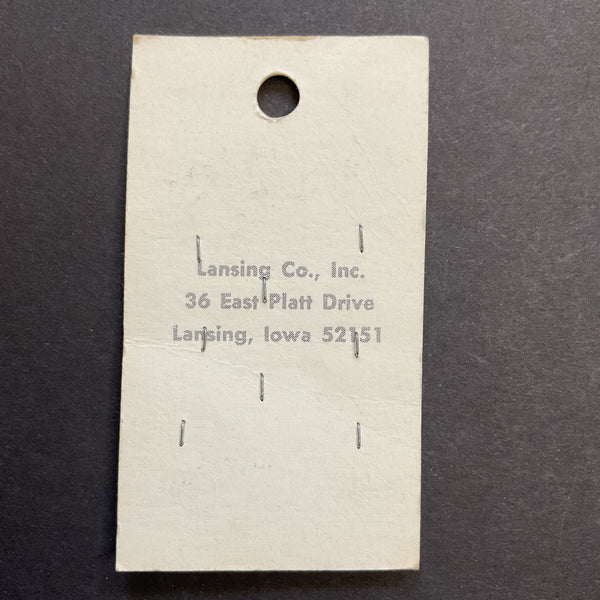 Lansing Co., Inc.
36 East Platt Drive
Lansing, Iowa 52151